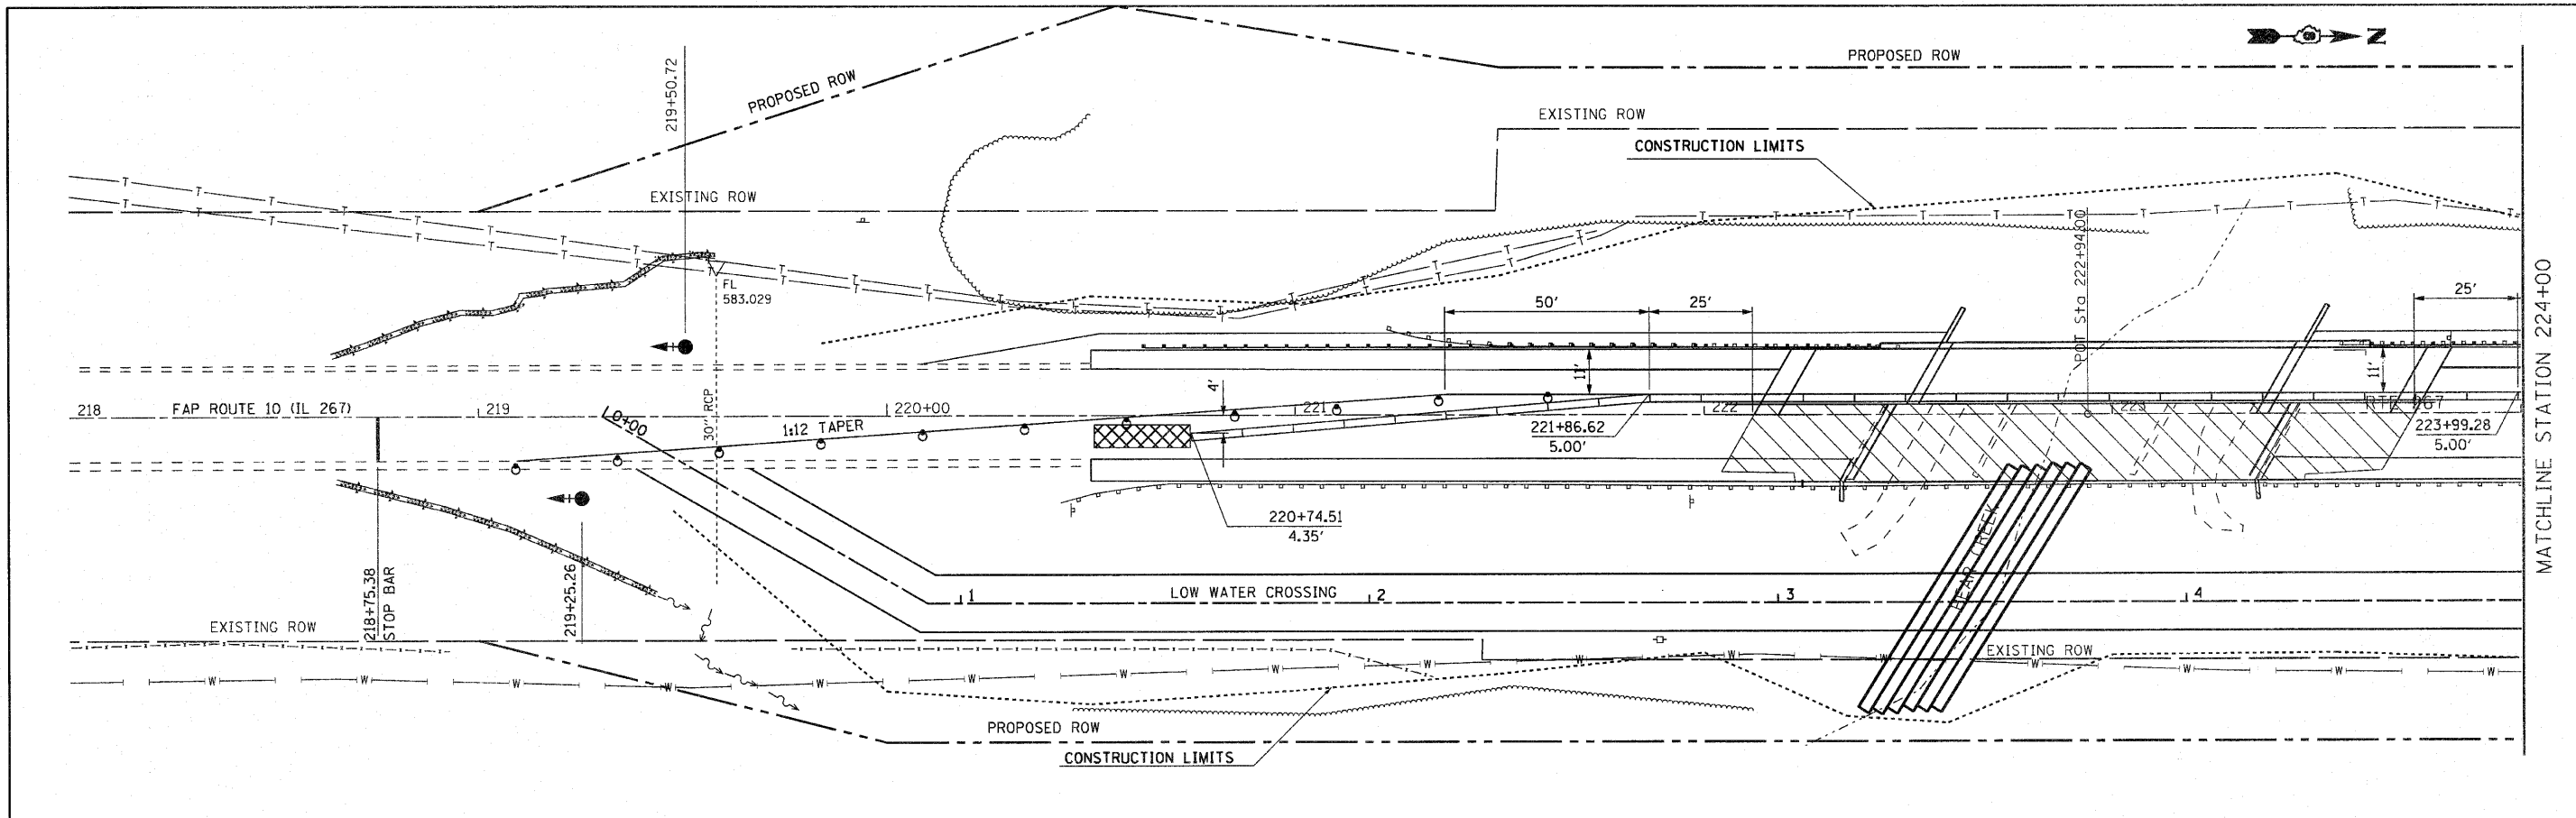 N
PROPOSED ROW
PROPOSED ROW
219+50.72
EXISTING ROW
CONSTRUCTION LIMITS
EXISTING ROW
T T T T T T T T T T T T T T T T T T T T
FL
583.029
POT Sta 222+94.00
50'
25'
25'
MATCHLINE STATION 224+00
11'
11'
4'
218
FAP ROUTE 10 (IL 267)
219
220+00
221
222
223
RTE 267
L0+00
1:12 TAPER
30" RCP
221+86.62
5.00'
223+99.28
5.00'
220+74.51
4.35'
218+75.38
STOP BAR
219+25.26
BEAR CREEK
1
LOW WATER CROSSING
2
3
4
EXISTING ROW
EXISTING ROW
W W W W W W W W W W W W W W W W W
PROPOSED ROW
CONSTRUCTION LIMITS